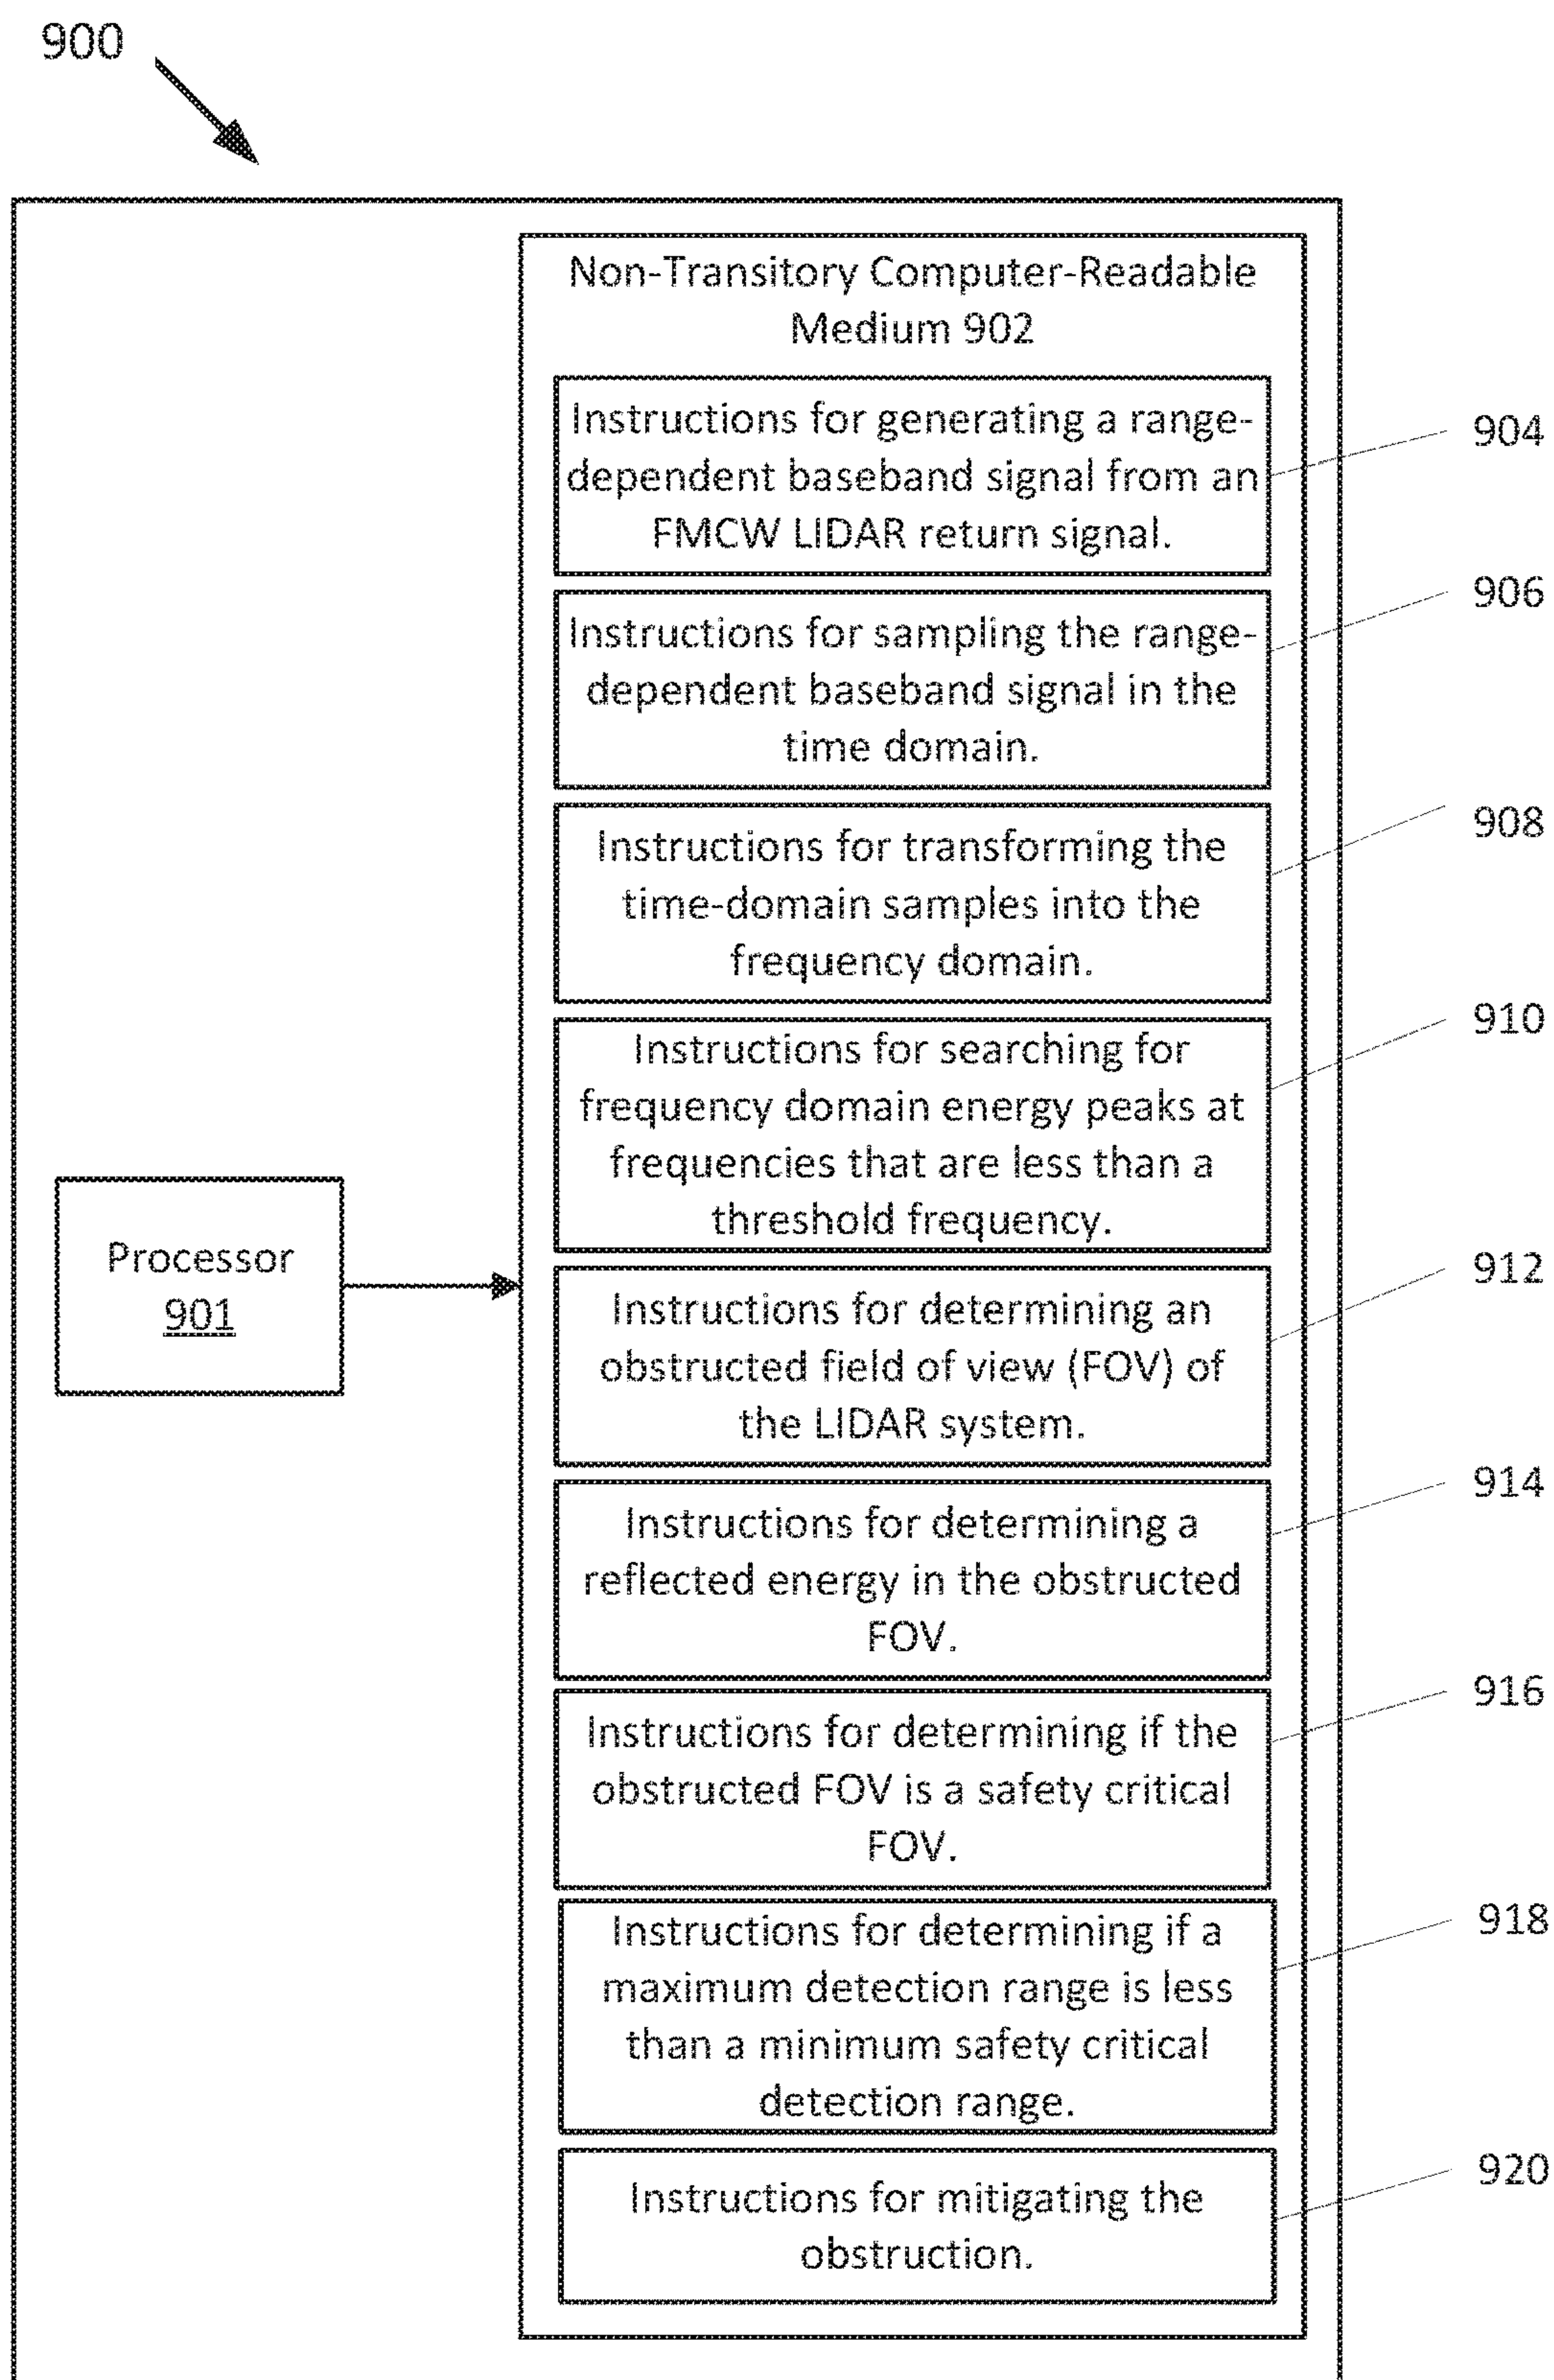 900
Non-Transitory Computer-Readable
Medium 902
Instructions for generating a range-
dependent baseband signal from an
FMCW LIDAR return signal.
904
Instructions for sampling the range-
dependent baseband signal in the
time domain.
906
Instructions for transforming the
time-domain samples into the
frequency domain.
908
Instructions for searching for
frequency domain energy peaks at
frequencies that are less than a
threshold frequency.
910
Processor
901
Instructions for determining an
obstructed field of view (FOV) of
the LIDAR system.
912
Instructions for determining a
reflected energy in the obstructed
FOV.
914
Instructions for determining if the
obstructed FOV is a safety critical
FOV.
916
Instructions for determining if a
maximum detection range is less
than a minimum safety critical
detection range.
918
Instructions for mitigating the
obstruction.
920